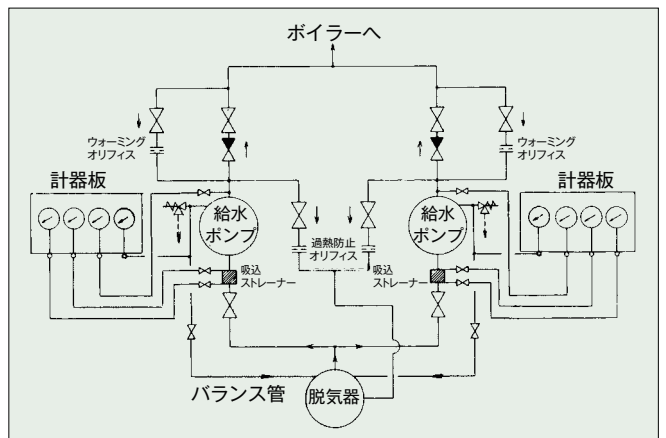 ボイラーへ
ウォーミング
オリフィス
ウォーミング
オリフィス
計器板
計器板
給水
ポンプ
給水
ポンプ
過熱防止
オリフィス
吸込
ストレーナー
吸込
ストレーナー
バランス管
脱気器